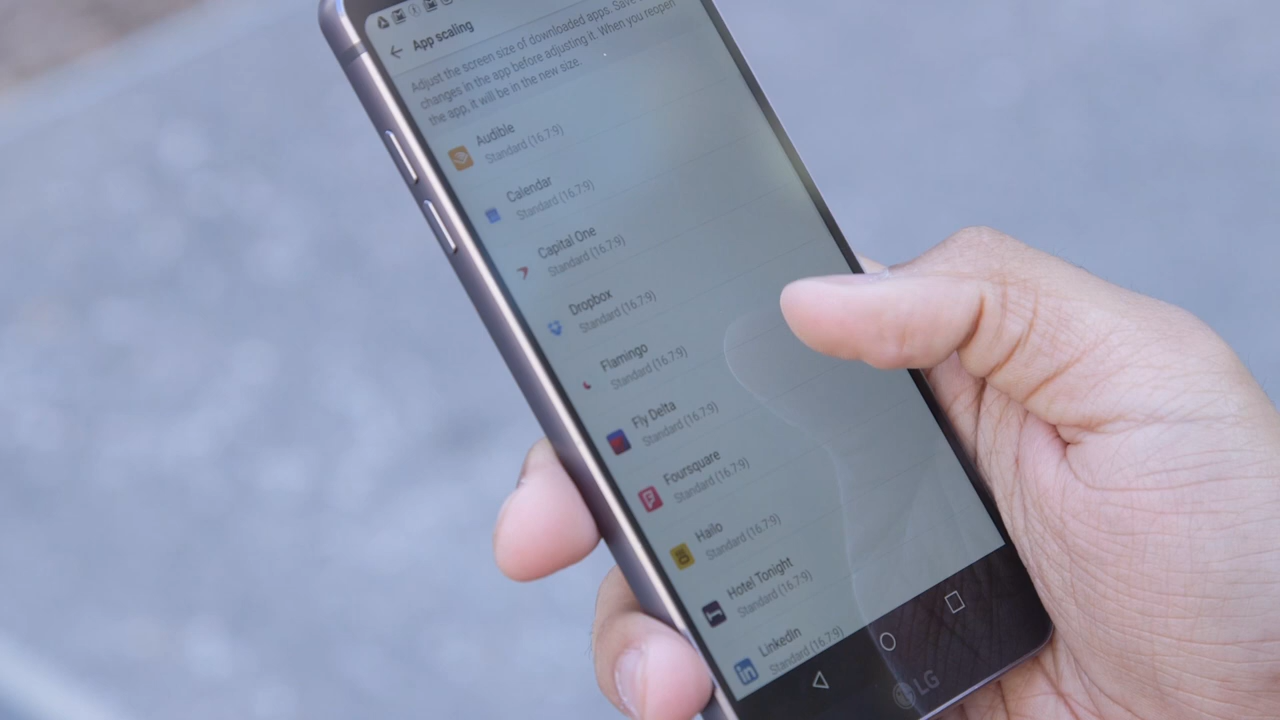 App scaling
Adjust the screen size of downloaded apps. Save
changes in the app before adjusting it. When you reopen
the app, it will be in the new size.
Audible
Standard (16.7:9)
Calendar
Standard (16.7:9)
Capital One
Standard (16.7:9)
Dropbox
Standard (16.7:9)
Flamingo
Standard (16.7:9)
Fly Delta
Standard (16.7:9)
Foursquare
Standard (16.7:9)
Hailo
Standard (16.7:9)
Hotel Tonight
Standard (16.7:9)
LinkedIn
Standard (16.7:9)
in
LG